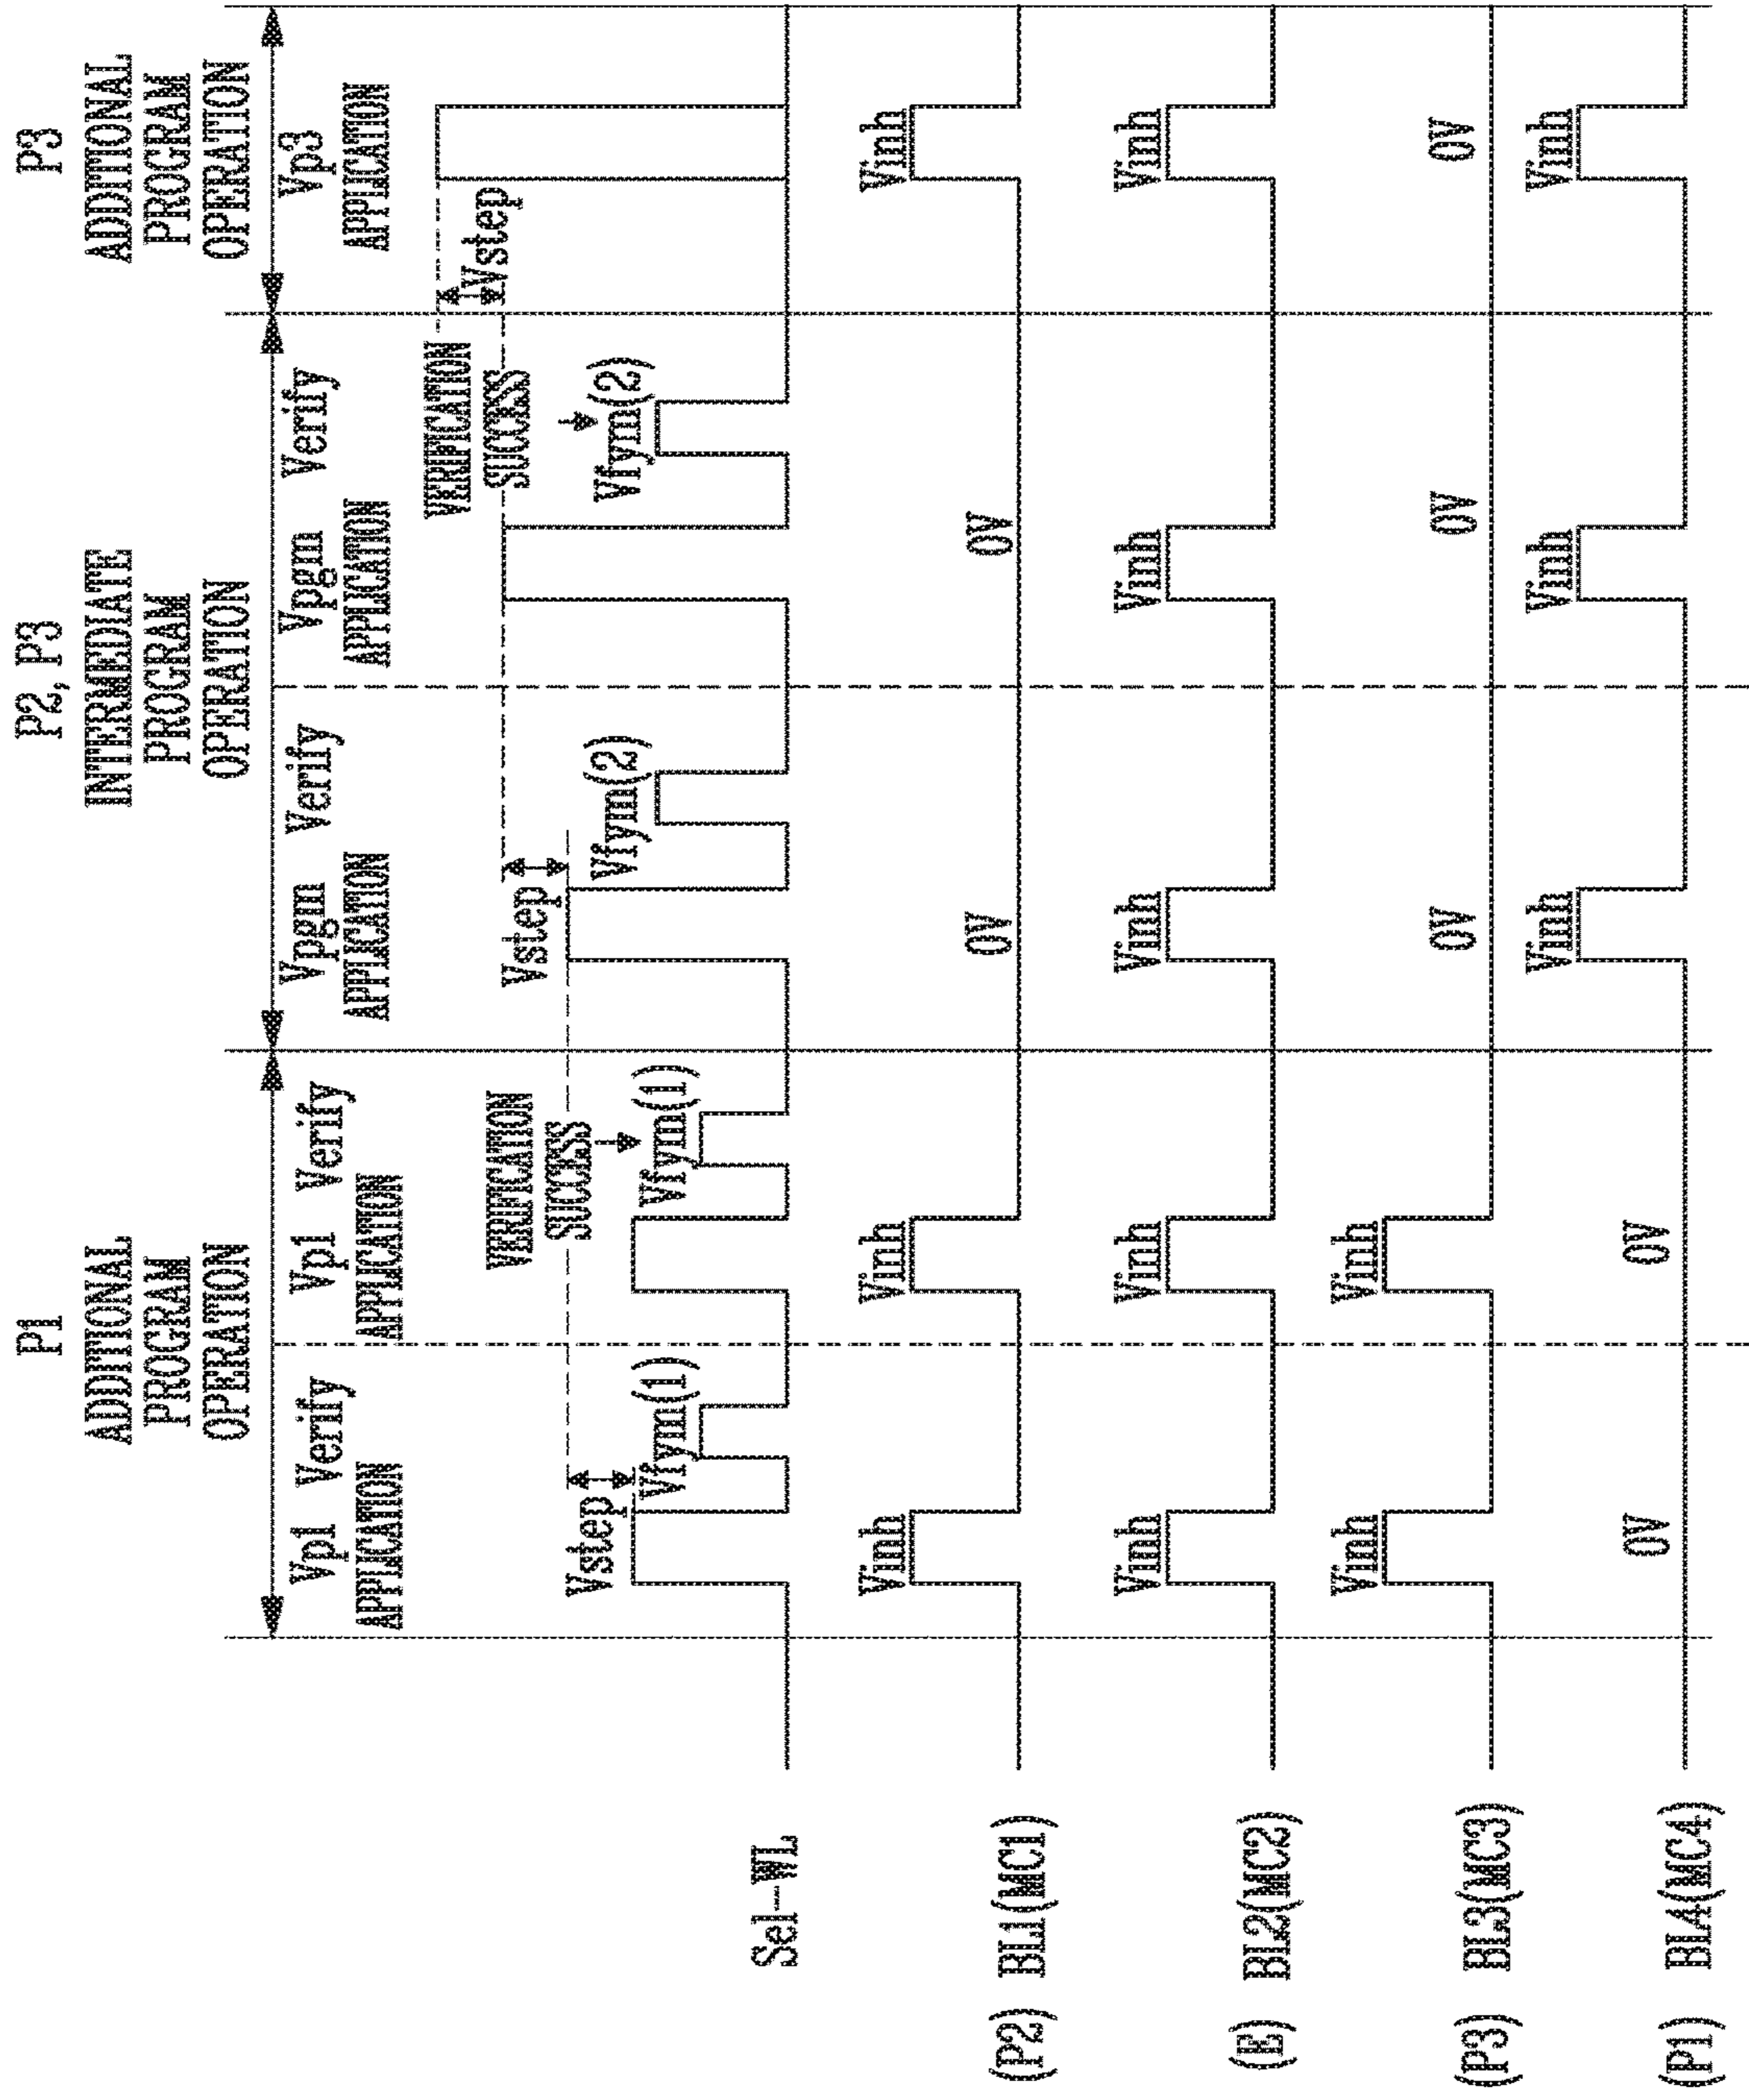 P1
ADDITIONAL
PROGRAM
OPERATION
P2, P3
INTERMEDIATE
PROGRAM
OPERATION
P3
ADDITIONAL
PROGRAM
OPERATION
Vp1 Verify
APPLICATION
Vp1 Verify
APPLICATION
Vpgm Verify
APPLICATION
Vpgm Verify
APPLICATION
Vp3
APPLICATION
VERIFICATION
SUCCESS
VERIFICATION
SUCCESS
Vstep
Vstep
Vstep
Vfym(1)
Vfym(1)
Vfym(2)
Vfym(2)
Sel-WL
Vinh
Vinh
0V
0V
Vinh
(P2) BL1(MC1)
Vinh
Vinh
Vinh
Vinh
Vinh
(E) BL2(MC2)
Vinh
Vinh
0V
0V
0V
(P3) BL3(MC3)
0V
0V
Vinh
Vinh
Vinh
(P1) BL4(MC4)